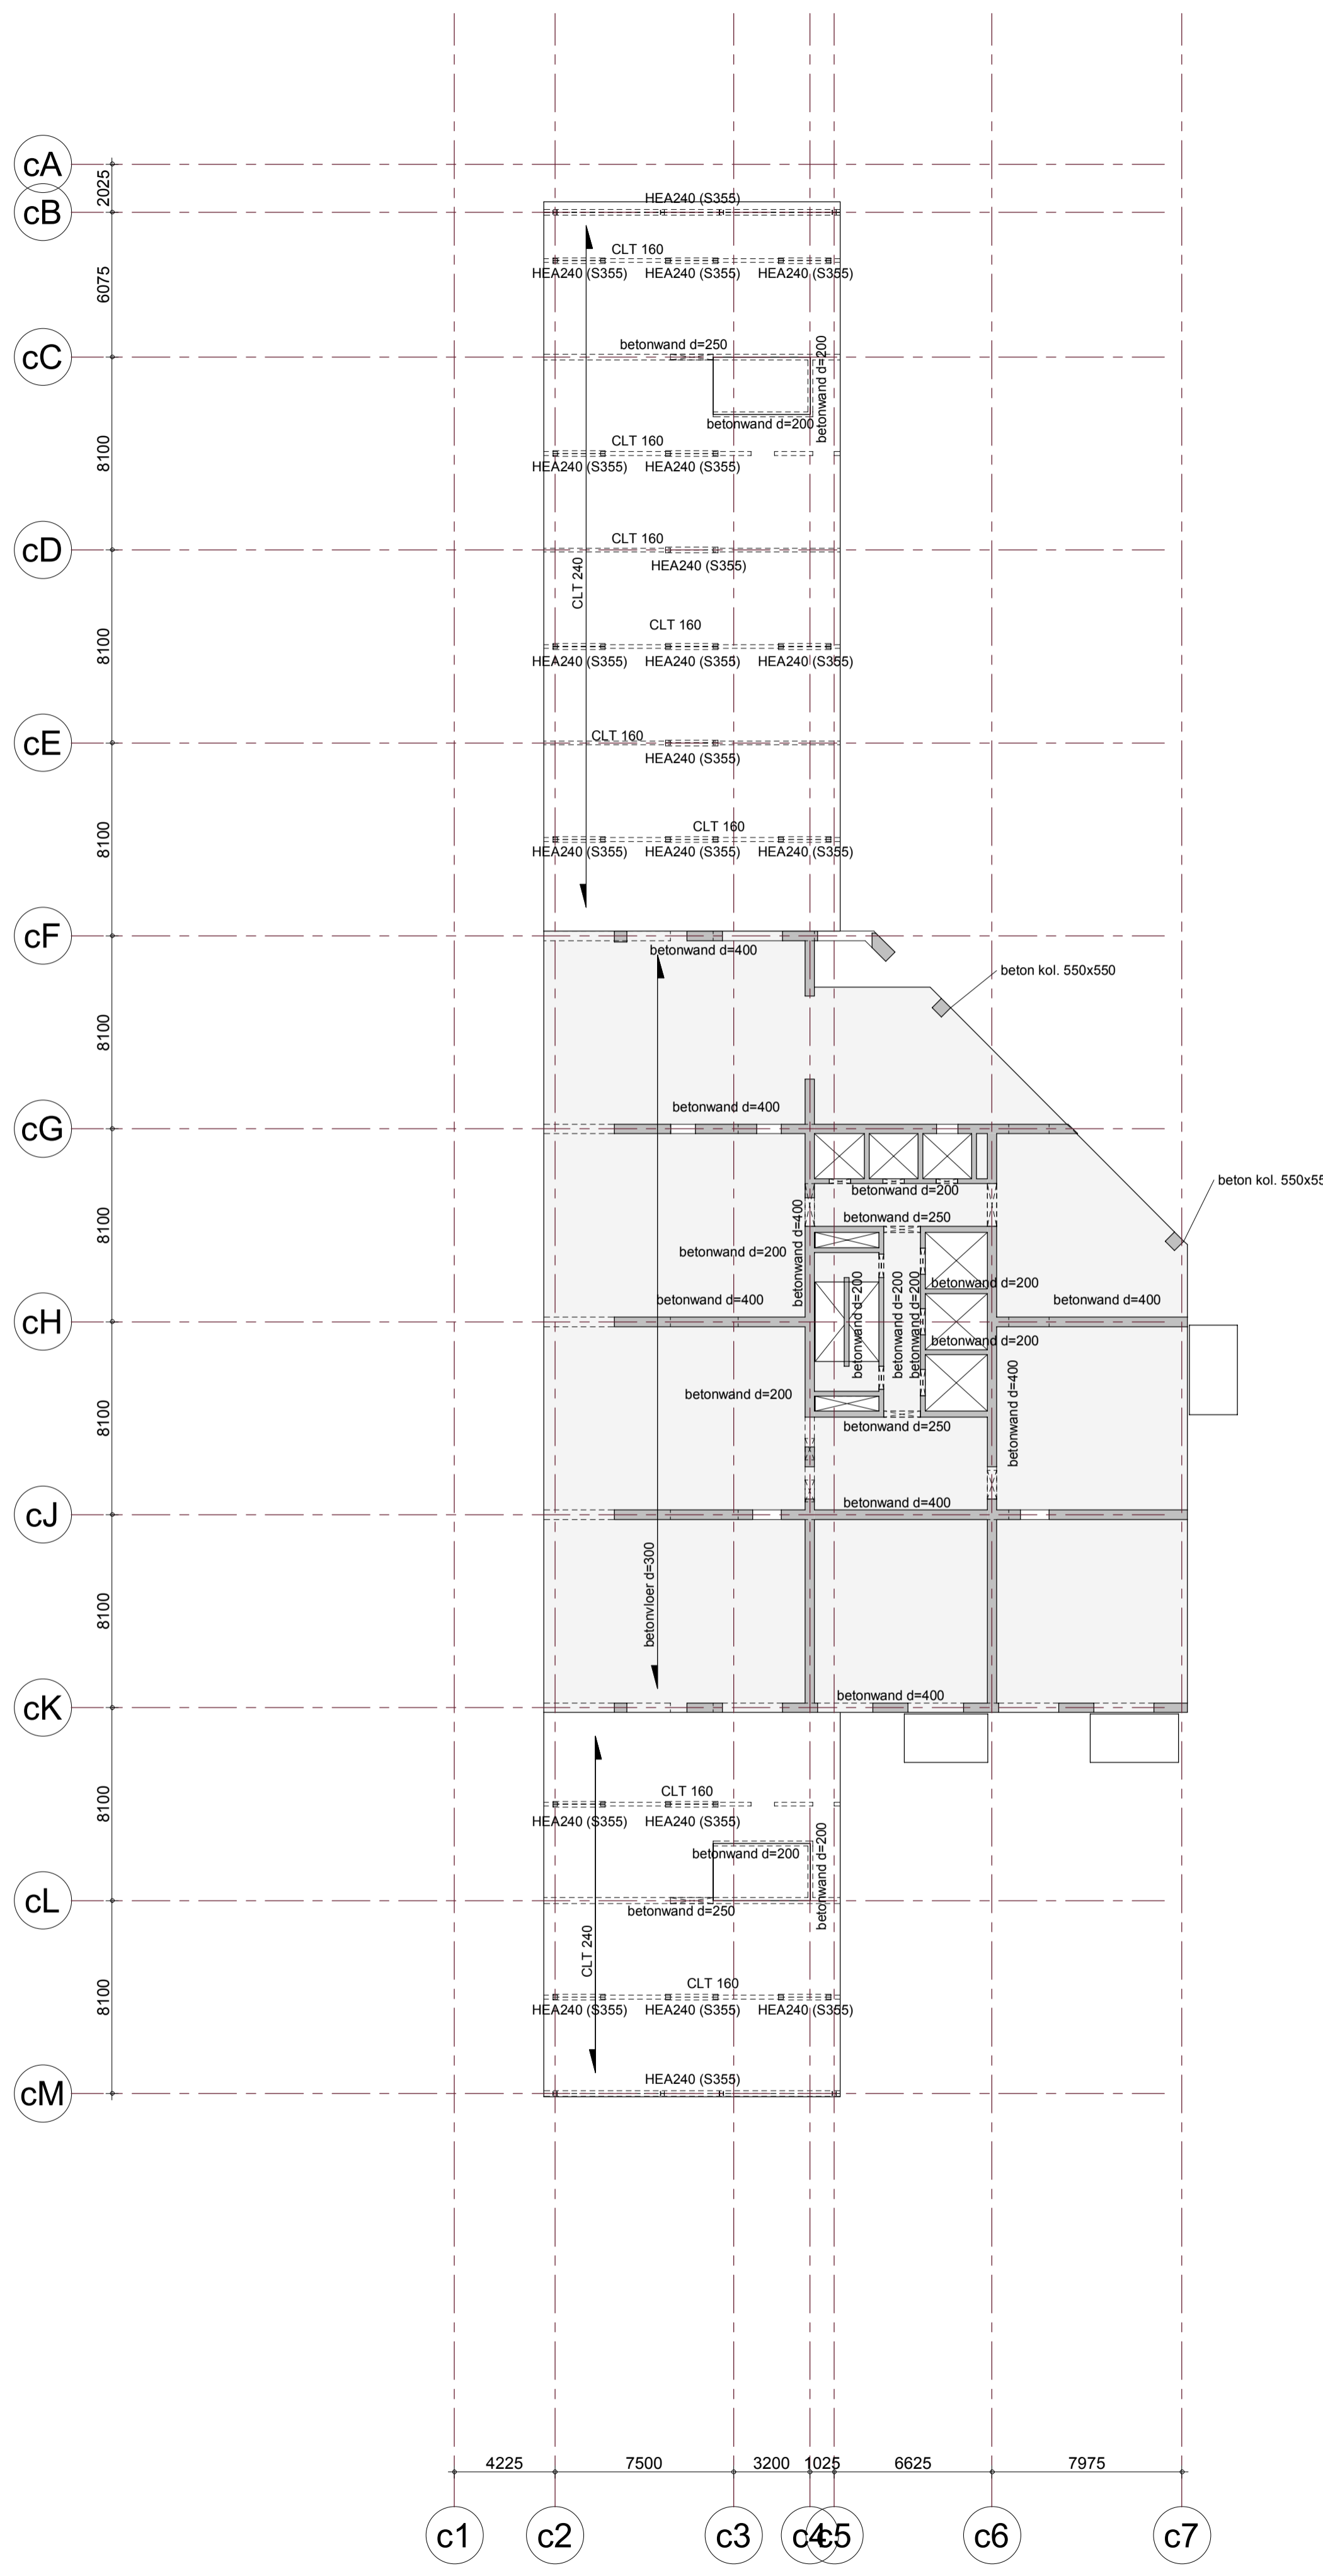 cA
2025
cB
HEA240 (S355)
CLT 160
HEA240 (S355) HEA240 (S355) HEA240 (S355)
6075
cC
betonwand d=250
betonwand d=200
betonwand d=200
CLT 160
HEA240 (S355) HEA240 (S355)
8100
cD
CLT 160
HEA240 (S355)
CLT 240
CLT 160
HEA240 (S355) HEA240 (S355) HEA240 (S355)
8100
cE
CLT 160
HEA240 (S355)
CLT 160
HEA240 (S355) HEA240 (S355) HEA240 (S355)
8100
cF
betonwand d=400
beton kol. 550x550
8100
cG
betonwand d=400
beton kol. 550x55
betonwand d=200
betonwand d=250
betonwand d=400
betonwand d=200
8100
betonwand d=200
betonwand d=200
betonwand d=200
betonwand d=200
betonwand d=400
betonwand d=400
cH
betonwand d=200
betonwand d=200
betonwand d=400
betonwand d=250
8100
cJ
betonwand d=400
betonvloer d=300
8100
cK
betonwand d=400
CLT 160
HEA240 (S355) HEA240 (S355)
8100
betonwand d=200
betonwand d=200
cL
betonwand d=250
CLT 240
CLT 160
HEA240 (S355) HEA240 (S355) HEA240 (S355)
8100
HEA240 (S355)
cM
4225 7500 3200 1025 6625 7975
c1 c2 c3 c4 c5 c6 c7